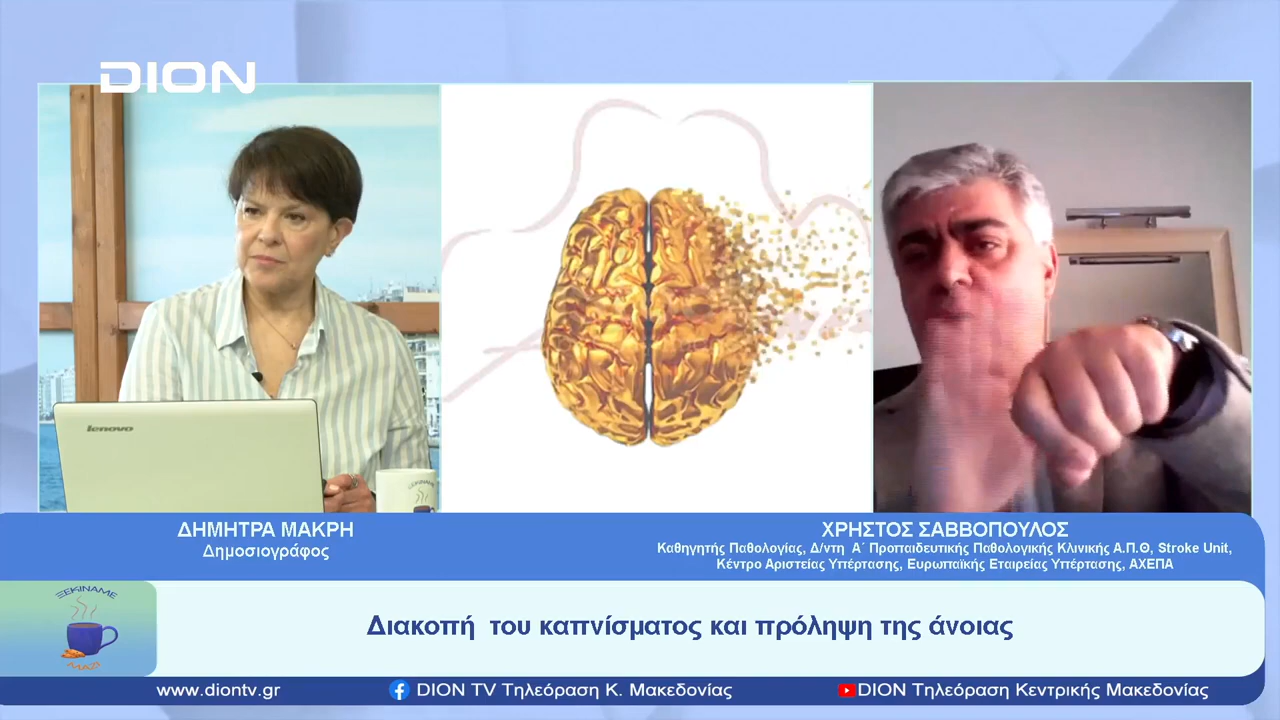 DION
lenovo
ΞΕΚΙΝΑΜΕ
ΔΗΜΗΤΡΑ ΜΑΚΡΗ
Δημοσιογράφος
ΧΡΗΣΤΟΣ ΣΑΒΒΟΠΟΥΛΟΣ
Καθηγητής Παθολογίας, Δ/ντη Α΄ Προπαιδευτικής Παθολογικής Κλινικής Α.Π.Θ, Stroke Unit,
Κέντρο Αριστείας Υπέρτασης, Ευρωπαϊκής Εταιρείας Υπέρτασης, ΑΧΕΠΑ
ΞΕΚΙΝΑΜΕ
ΜΑΖΙ
Διακοπή του καπνίσματος και πρόληψη της άνοιας
www.diontv.gr
DION TV Τηλεόραση Κ. Μακεδονίας
DION Τηλεόραση Κεντρικής Μακεδονίας